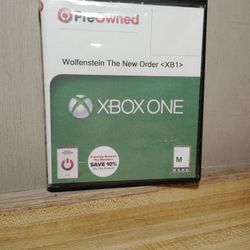 PreOwned
Wolfenstein The New Order <XB1>
XBOX ONE
SAVE 10%
M